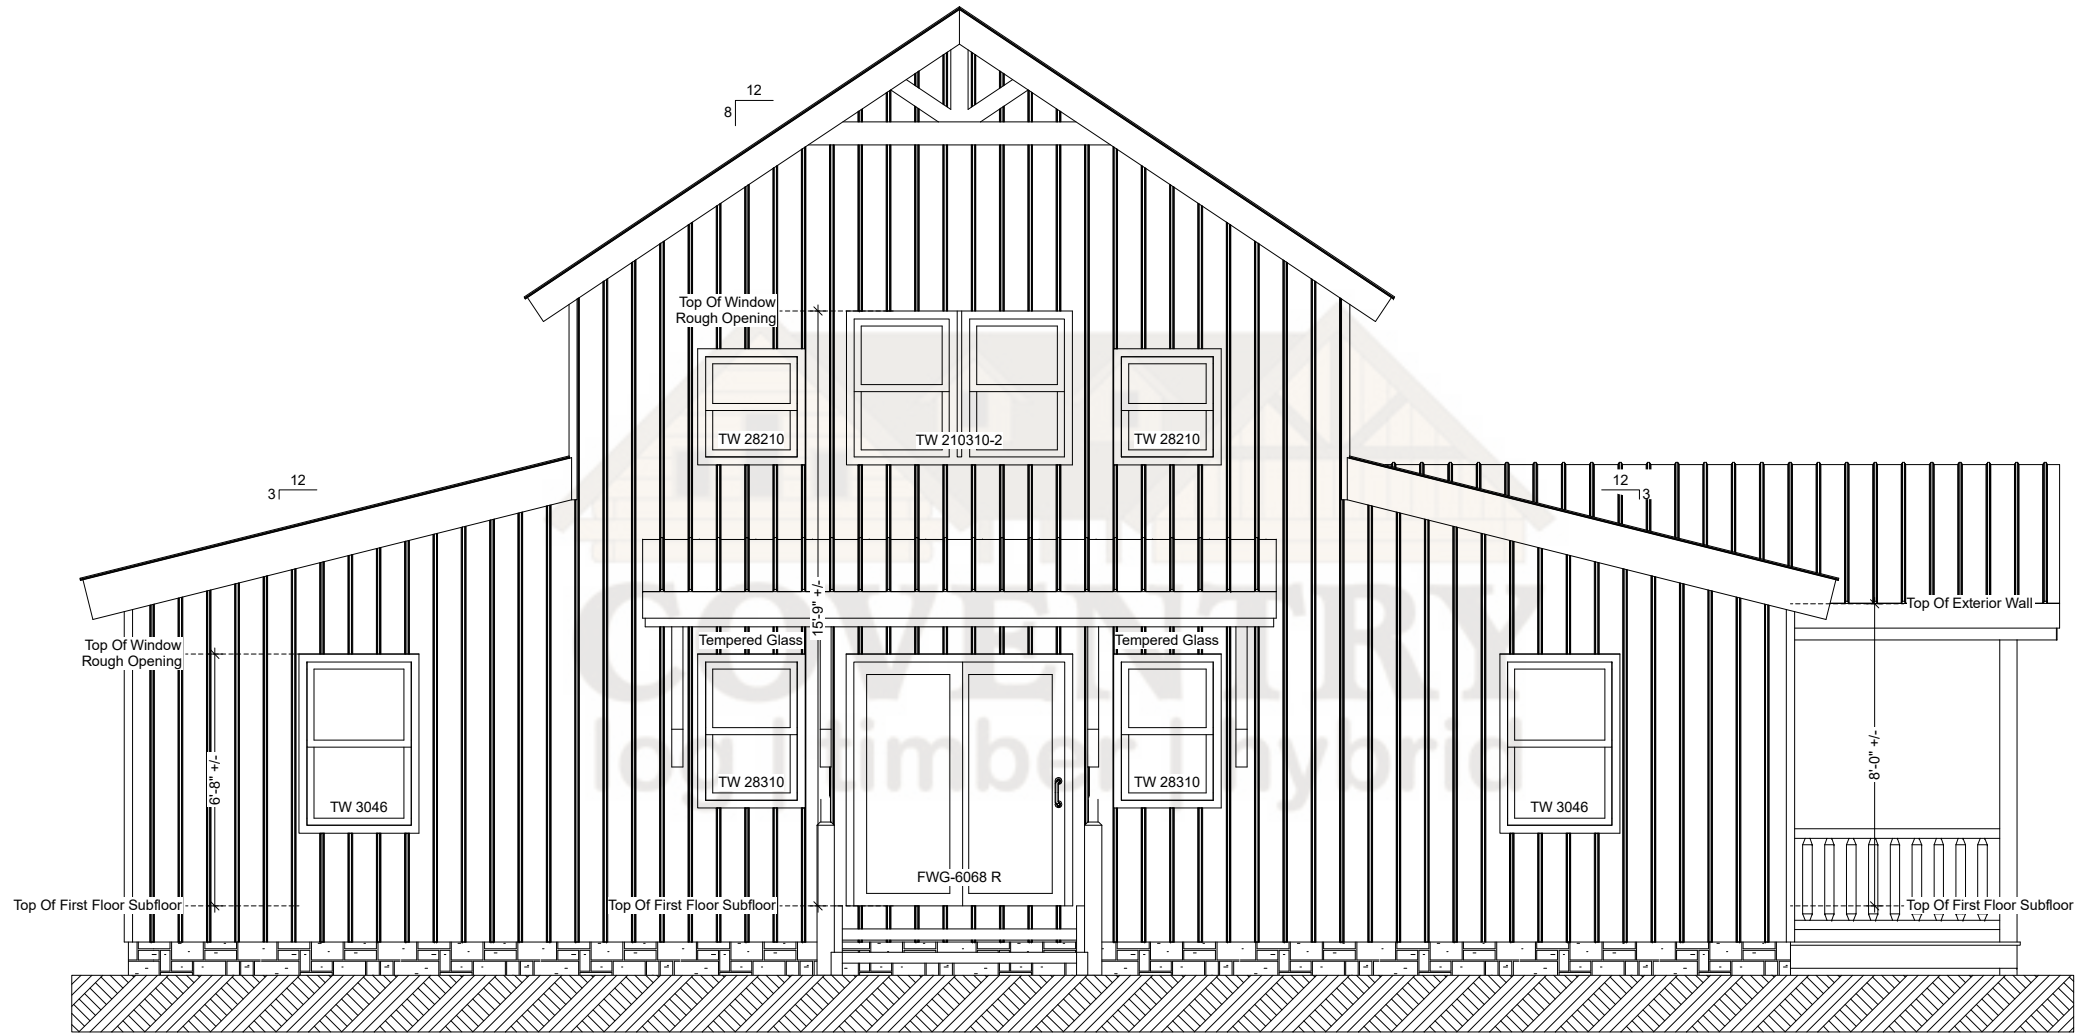 12
8
Top Of Window
Rough Opening
TW 28210
TW 210310-2
TW 28210
12
3
12
3
15'-9" +/-
COVENTRY
log | timber | hybrid
Top Of Exterior Wall
Top Of Window
Rough Opening
Tempered Glass
Tempered Glass
6'-8" +/-
8'-0" +/-
TW 3046
TW 28310
TW 28310
TW 3046
FWG-6068 R
Top Of First Floor Subfloor
Top Of First Floor Subfloor
Top Of First Floor Subfloor